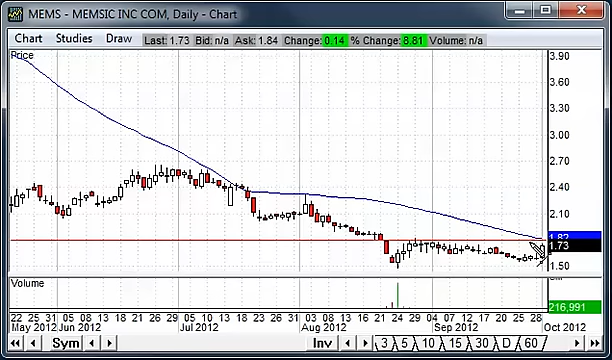 MEMS - MEMSIC INC COM, Daily - Chart
Chart Studies Draw Last: 1.73 Bid: n/a Ask: 1.84 Change: 0.14 % Change: 8.81 Volume: n/a
Price
3.90
3.60
3.30
3.00
2.70
2.40
2.10
1.82
1.73
1.50
Volume
216,991
22 25 01 08 13 18 21 26 29 05 10 13 18 23 26 31 03 08 13 16 21 24 29 04 07 12 17 20 25 28
May 2012 Jun 2012 Jul 2012 Aug 2012 Sep 2012 Oct 2012
Sym Inv 3 5 10 15 30 D 60